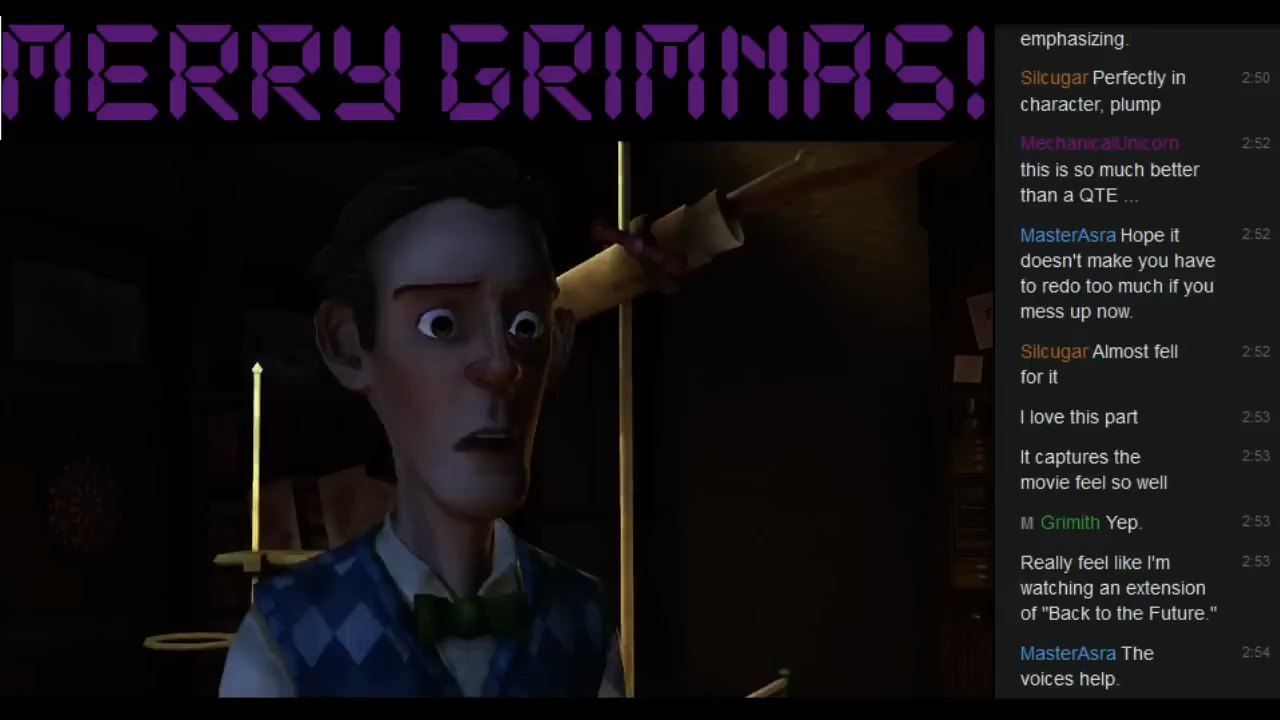 MERRY GRIMNAS!
emphasizing.
Silcugar Perfectly in 2:50
character, plump
MechanicalUnicorn 2:52
this is so much better
than a QTE ...
MasterAsra Hope it 2:52
doesn't make you have
to redo too much if you
mess up now.
Silcugar Almost fell 2:52
for it
I love this part 2:53
It captures the 2:53
movie feel so well
M Grimith Yep. 2:53
Really feel like I'm 2:53
watching an extension
of "Back to the Future."
MasterAsra The 2:54
voices help.